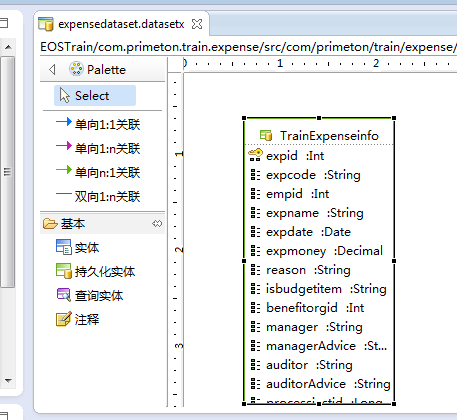 expensedataset.datasetx
EOSTrain/com.primeton.train.expense/src/com/primeton/train/expense/
Palette
Select
单向1:1关联
单向1:n关联
单向n:1关联
双向1:n关联
基本
实体
持久化实体
查询实体
注释
0 1 2
1
2
3
TrainExpenseinfo
expid :Int
expcode :String
empid :Int
expname :String
expdate :Date
expmoney :Decimal
reason :String
isbudgetitem :String
benefitorgid :Int
manager :String
managerAdvice :St...
auditor :String
auditorAdvice :String
processinstid :Long